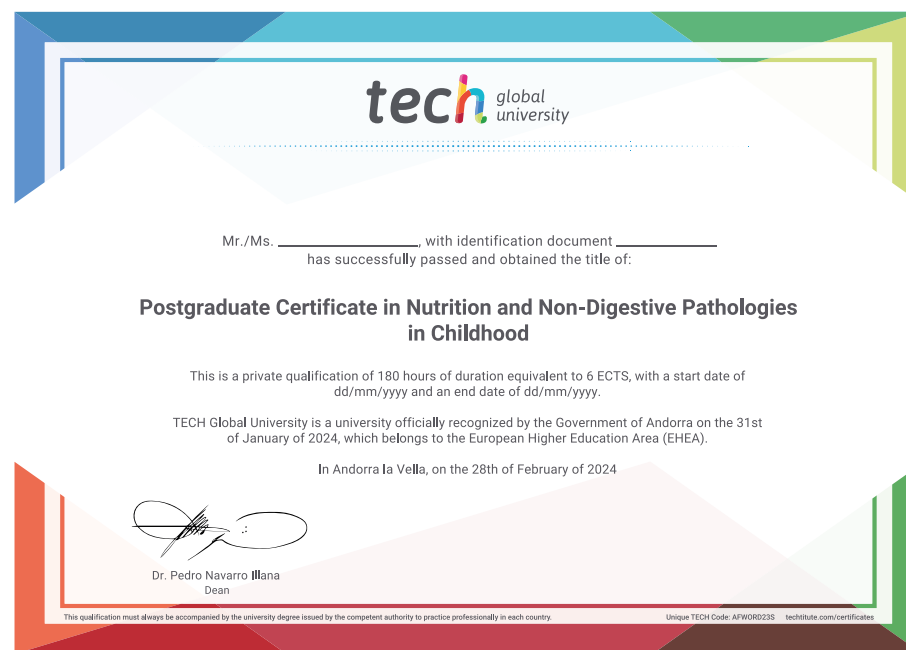 tech global
university
Mr./Ms. ____________, with identification document ____________
has successfully passed and obtained the title of:
Postgraduate Certificate in Nutrition and Non-Digestive Pathologies
in Childhood
This is a private qualification of 180 hours of duration equivalent to 6 ECTS, with a start date of
dd/mm/yyyy and an end date of dd/mm/yyyy.
TECH Global University is a university officially recognized by the Government of Andorra on the 31st
of January of 2024, which belongs to the European Higher Education Area (EHEA).
In Andorra la Vella, on the 28th of February of 2024
Dr. Pedro Navarro Illana
Dean
This qualification must always be accompanied by the university degree issued by the competent authority to practice professionally in each country.
Unique TECH Code: AFWORD23S techtitute.com/certificates